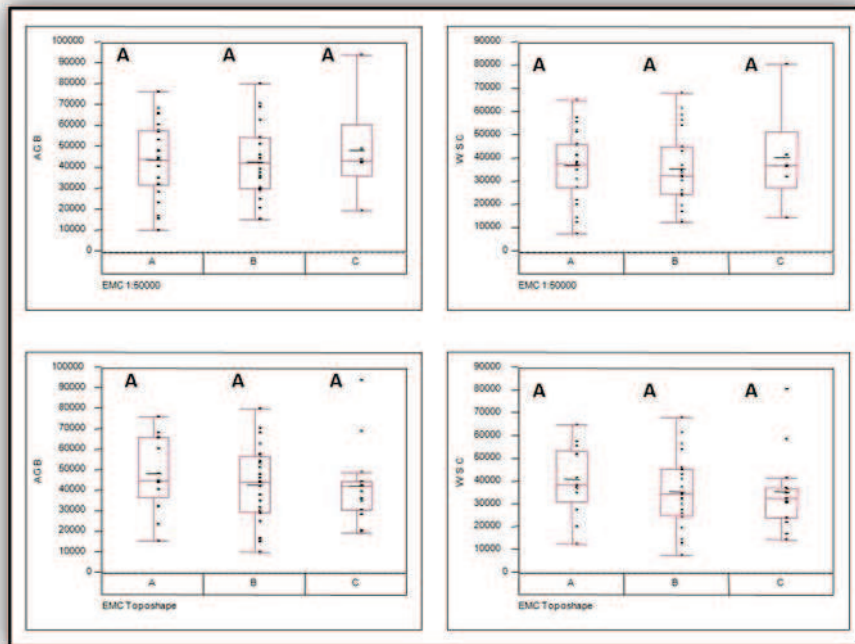 100000
90000
80000
70000
60000
50000
40000
30000
20000
10000
0
AGB
A A A
A B C
EMC 1:50000
90000
80000
70000
60000
50000
40000
30000
20000
10000
0
WSC
A A A
A B C
EMC 1:50000
100000
90000
80000
70000
60000
50000
40000
30000
20000
10000
0
AGB
A A A
A B C
EMC Toposhape
90000
80000
70000
60000
50000
40000
30000
20000
10000
0
WSC
A A A
A B C
EMC Toposhape